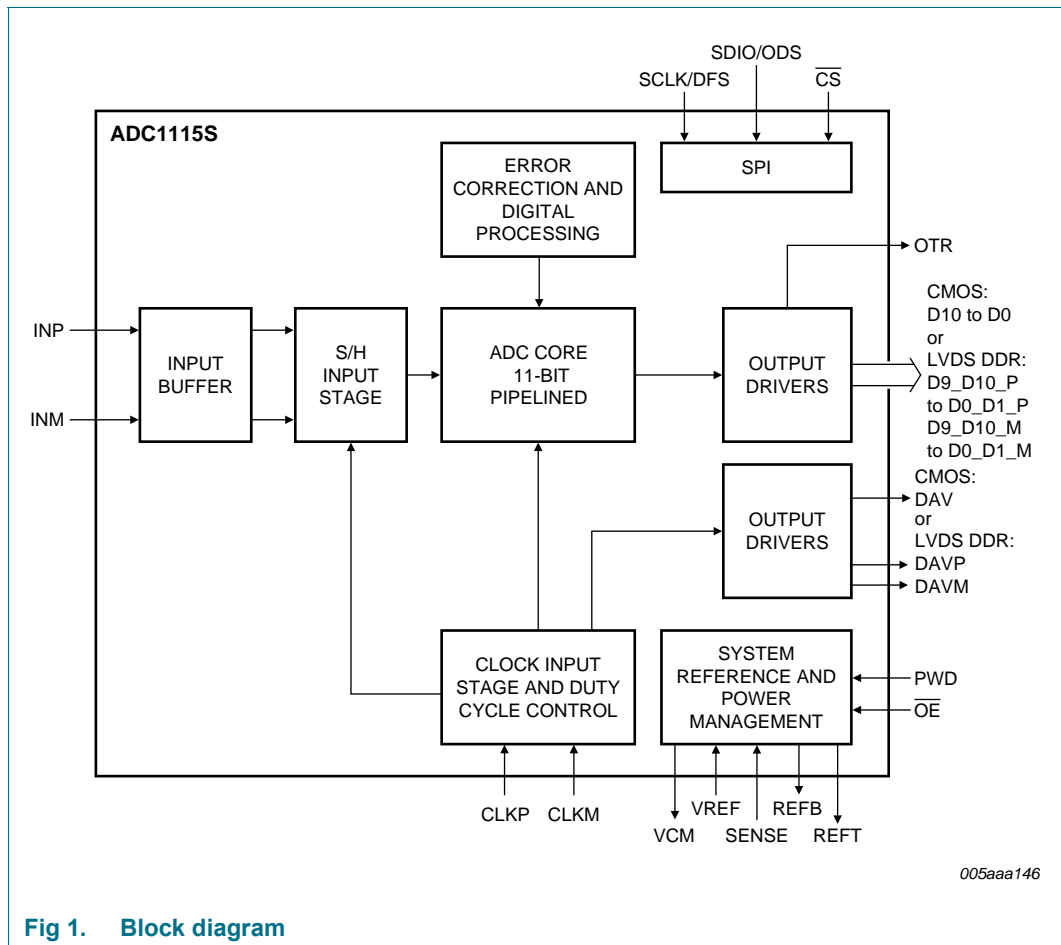 SDIO/ODS
SCLK/DFS
C̅S̅
ADC1115S
ERROR
CORRECTION AND
DIGITAL
PROCESSING
SPI
OTR
INP
INM
INPUT
BUFFER
S/H
INPUT
STAGE
ADC CORE
11-BIT
PIPELINED
OUTPUT
DRIVERS
CMOS:
D10 to D0
or
LVDS DDR:
D9_D10_P
to D0_D1_P
D9_D10_M
to D0_D1_M
OUTPUT
DRIVERS
CMOS:
DAV
or
LVDS DDR:
DAVP
DAVM
CLOCK INPUT
STAGE AND DUTY
CYCLE CONTROL
SYSTEM
REFERENCE AND
POWER
MANAGEMENT
PWD
O̅E̅
CLKP
CLKM
VCM
VREF
SENSE
REFB
REFT
005aaa146
Fig 1. Block diagram